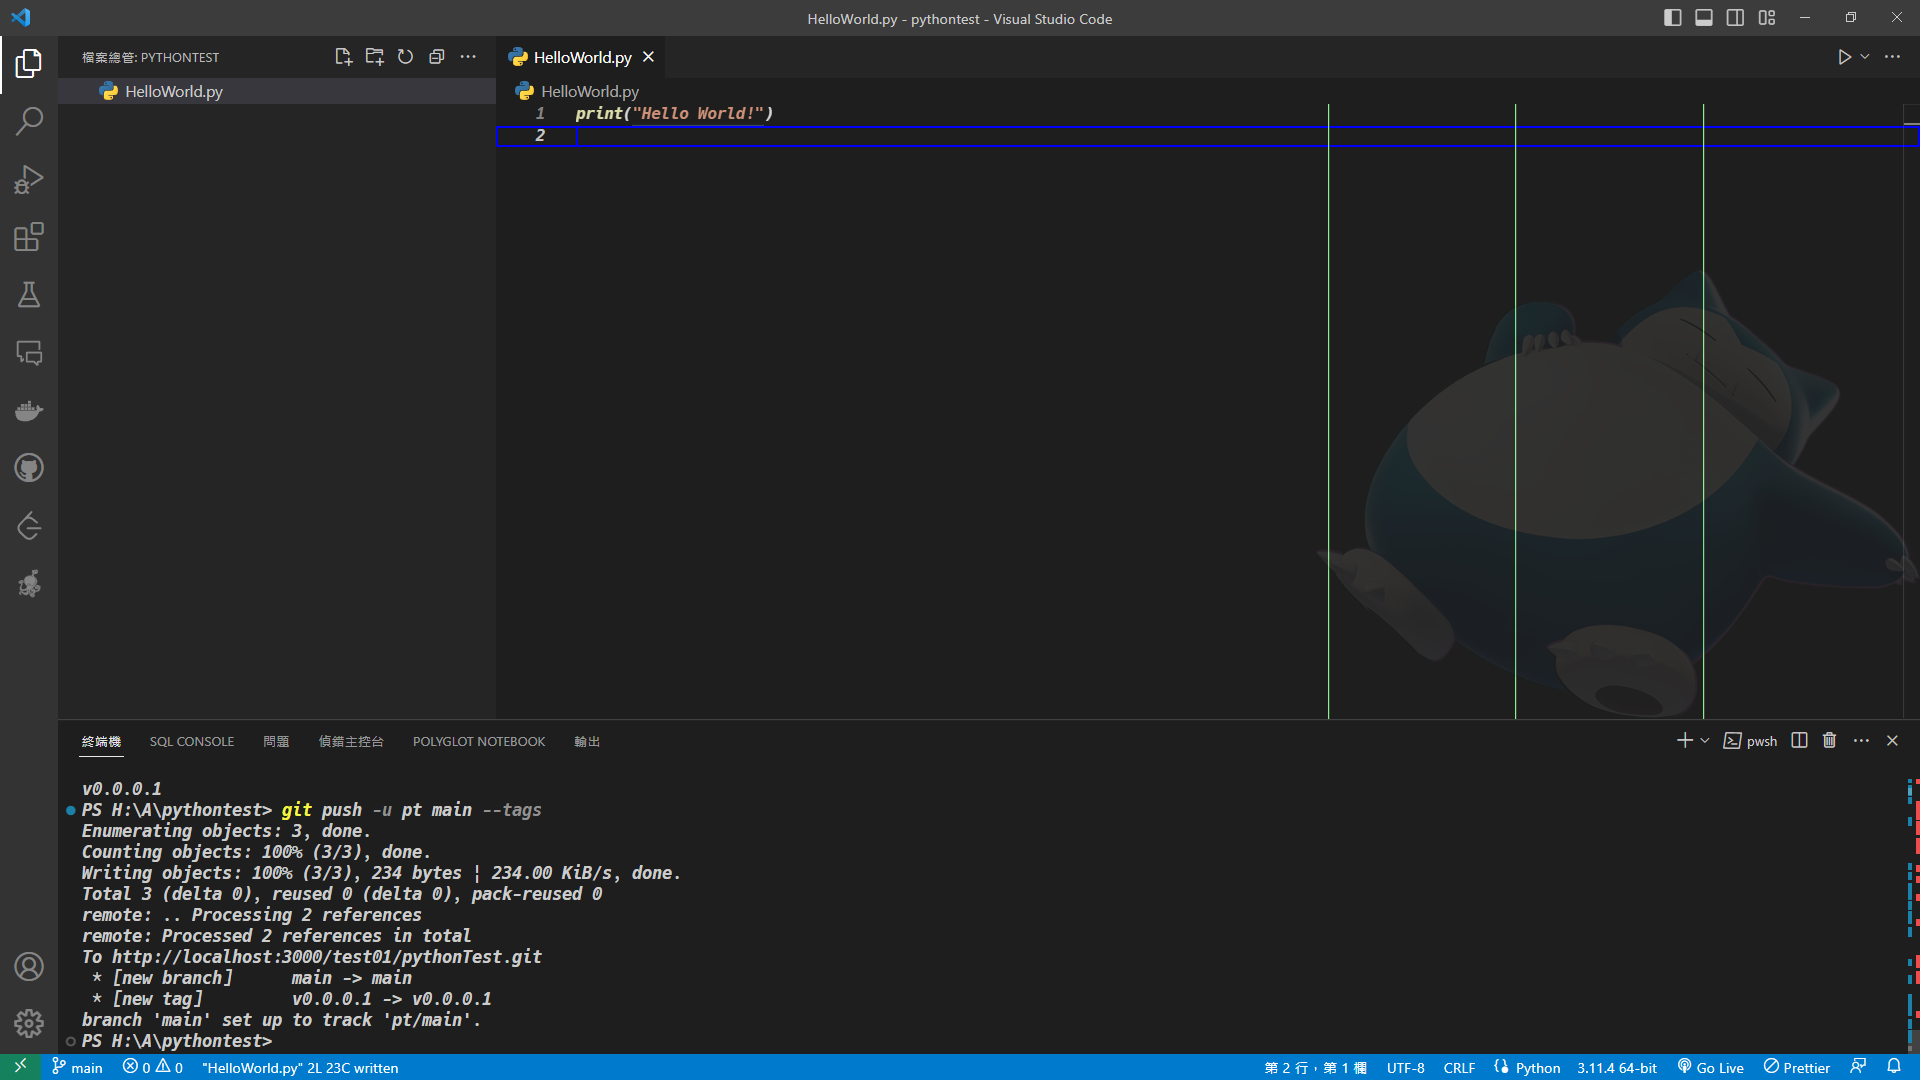 HelloWorld.py - pythontest - Visual Studio Code
檔案總管: PYTHONTEST
HelloWorld.py
HelloWorld.py
HelloWorld.py
1 print("Hello World!")
2
終端機 SQL CONSOLE 問題 偵錯主控台 POLYGLOT NOTEBOOK 輸出
pwsh
v0.0.0.1
PS H:\A\pythontest> git push -u pt main --tags
Enumerating objects: 3, done.
Counting objects: 100% (3/3), done.
Writing objects: 100% (3/3), 234 bytes ¦ 234.00 KiB/s, done.
Total 3 (delta 0), reused 0 (delta 0), pack-reused 0
remote: .. Processing 2 references
remote: Processed 2 references in total
To http://localhost:3000/test01/pythonTest.git
* [new branch] main -> main
* [new tag] v0.0.0.1 -> v0.0.0.1
branch 'main' set up to track 'pt/main'.
PS H:\A\pythontest>
main 0 0 "HelloWorld.py" 2L 23C written 第 2 行，第 1 欄 UTF-8 CRLF Python 3.11.4 64-bit Go Live Prettier